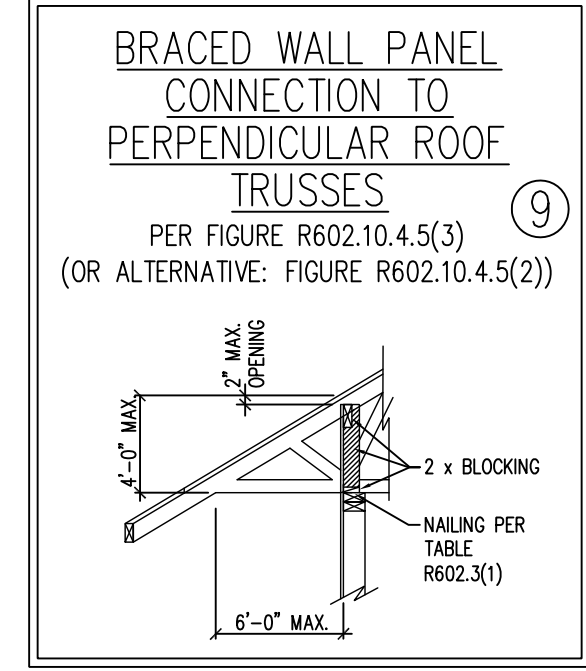 BRACED WALL PANEL
CONNECTION TO
PERPENDICULAR ROOF
TRUSSES
9
PER FIGURE R602.10.4.5(3)
(OR ALTERNATIVE: FIGURE R602.10.4.5(2))
2" MAX.
OPENING
4'-0" MAX
2 x BLOCKING
NAILING PER
TABLE
R602.3(1)
6'-0" MAX.